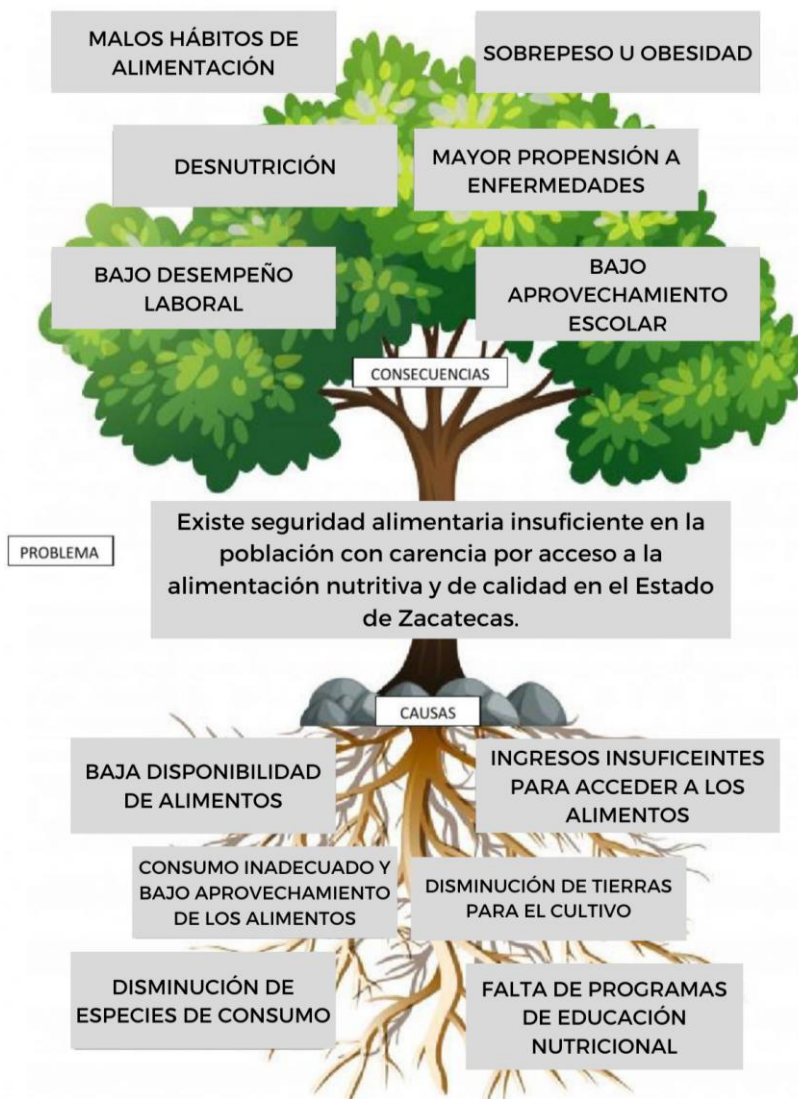 MALOS HÁBITOS DE
ALIMENTACIÓN
SOBREPESO U OBESIDAD
DESNUTRICIÓN
MAYOR PROPENSIÓN A
ENFERMEDADES
BAJO DESEMPEÑO
LABORAL
BAJO
APROVECHAMIENTO
ESCOLAR
CONSECUENCIAS
PROBLEMA
Existe seguridad alimentaria insuficiente en la
población con carencia por acceso a la
alimentación nutritiva y de calidad en el Estado
de Zacatecas.
CAUSAS
BAJA DISPONIBILIDAD
DE ALIMENTOS
INGRESOS INSUFICEINTES
PARA ACCEDER A LOS
ALIMENTOS
CONSUMO INADECUADO Y
BAJO APROVECHAMIENTO
DE LOS ALIMENTOS
DISMINUCIÓN DE TIERRAS
PARA EL CULTIVO
DISMINUCIÓN DE
ESPECIES DE CONSUMO
FALTA DE PROGRAMAS
DE EDUCACIÓN
NUTRICIONAL